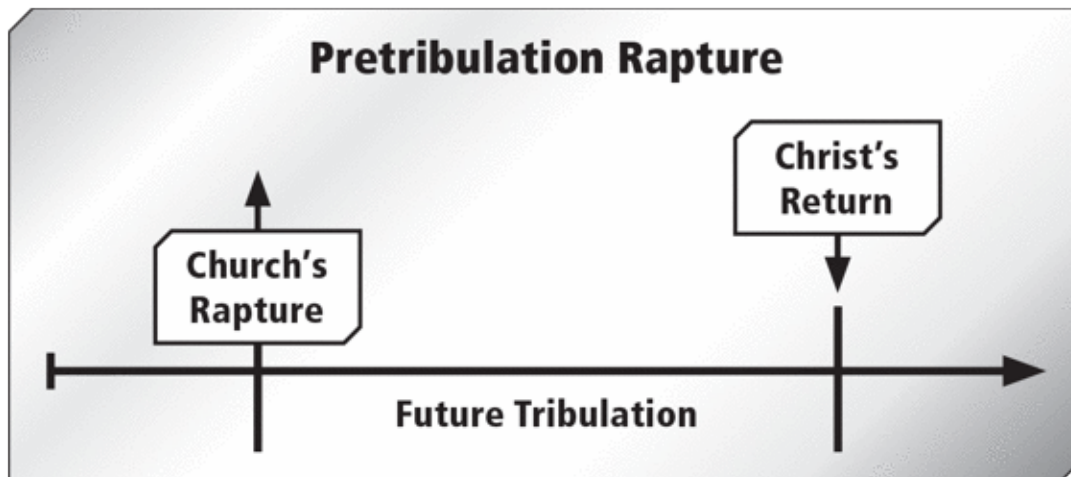 Pretribulation Rapture
Church's
Rapture
Christ's
Return
Future Tribulation